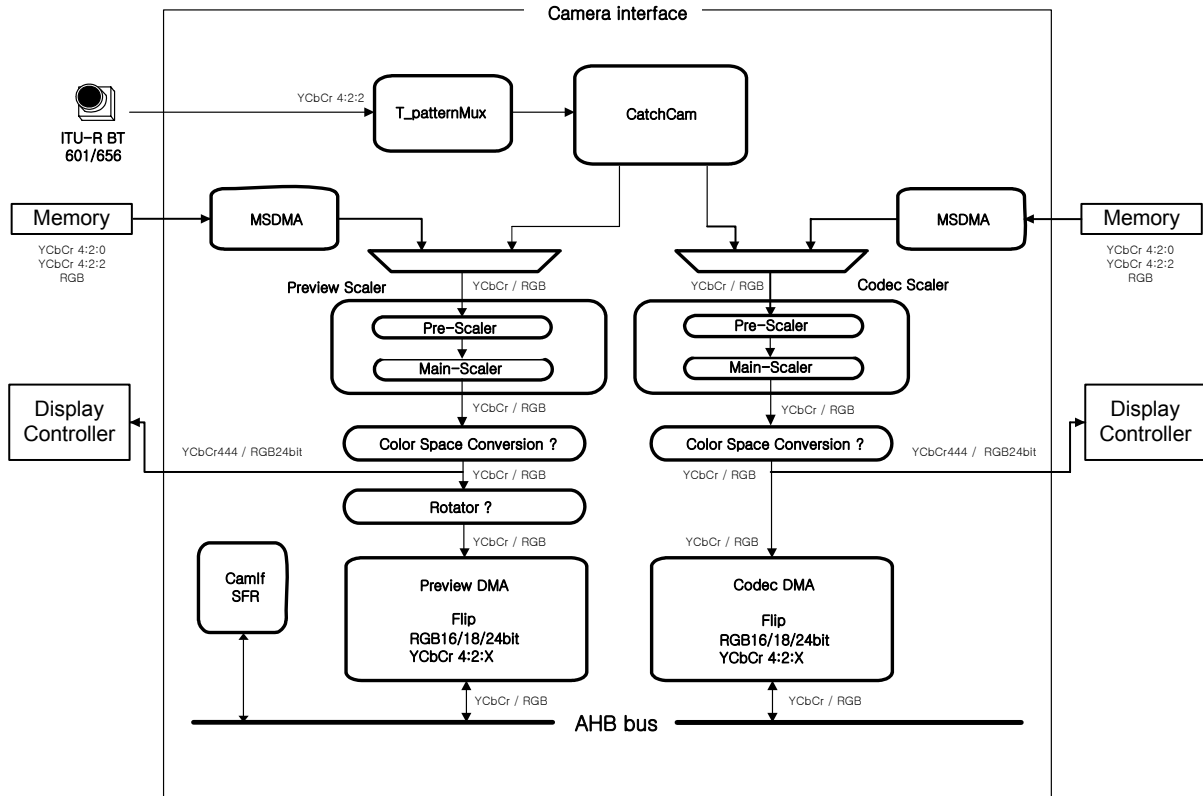 Camera interface
YCbCr 4:2:2
T_patternMux
CatchCam
ITU-R BT
601/656
Memory
MSDMA
MSDMA
Memory
YCbCr 4:2:0
YCbCr 4:2:2
RGB
YCbCr 4:2:0
YCbCr 4:2:2
RGB
Preview Scaler
YCbCr / RGB
YCbCr / RGB
Codec Scaler
Pre-Scaler
Pre-Scaler
Main-Scaler
Main-Scaler
YCbCr / RGB
YCbCr / RGB
Display
Controller
Display
Controller
Color Space Conversion ?
Color Space Conversion ?
YCbCr444 / RGB24bit
YCbCr / RGB
YCbCr / RGB
YCbCr444 / RGB24bit
Rotator ?
YCbCr / RGB
YCbCr / RGB
CamIf
SFR
Preview DMA
Flip
RGB16/18/24bit
YCbCr 4:2:X
Codec DMA
Flip
RGB16/18/24bit
YCbCr 4:2:X
YCbCr / RGB
YCbCr / RGB
AHB bus